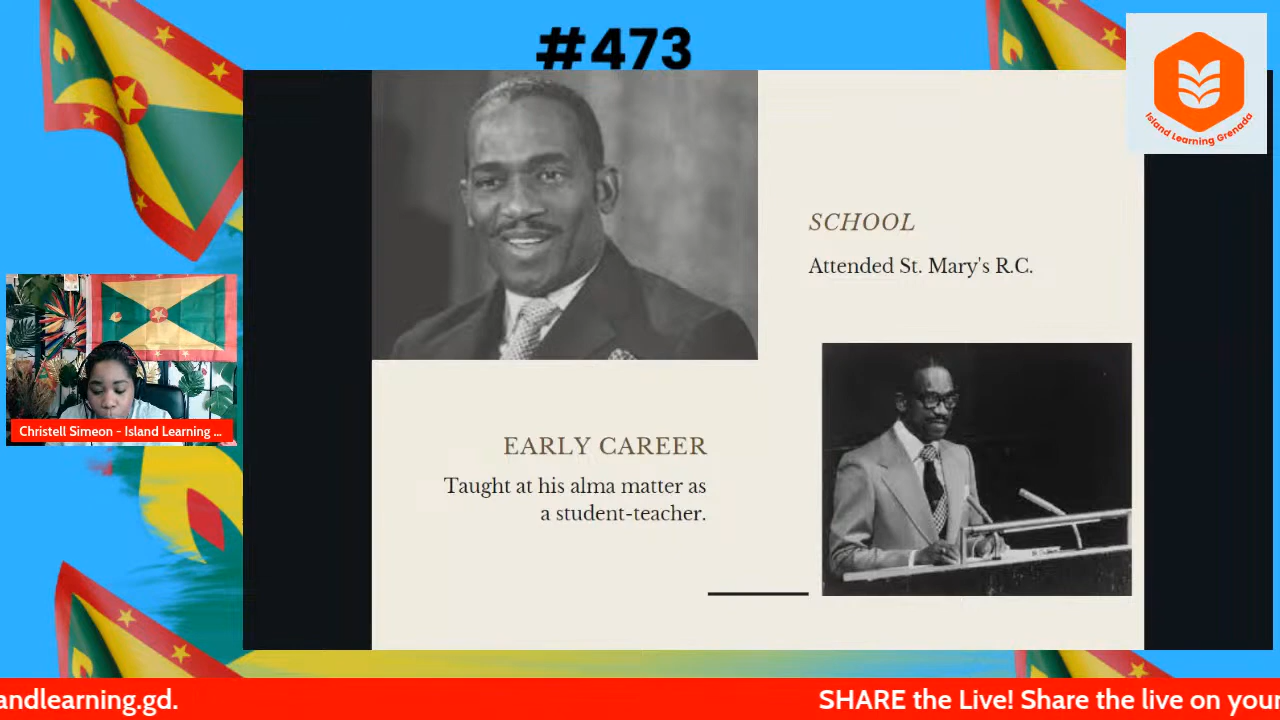 #473
Island Learning Grenada
SCHOOL
Attended St. Mary's R.C.
EARLY CAREER
Taught at his alma matter as
a student-teacher.
Christell Simeon - Island Learning ...
andlearning.gd.
SHARE the Live! Share the live on your